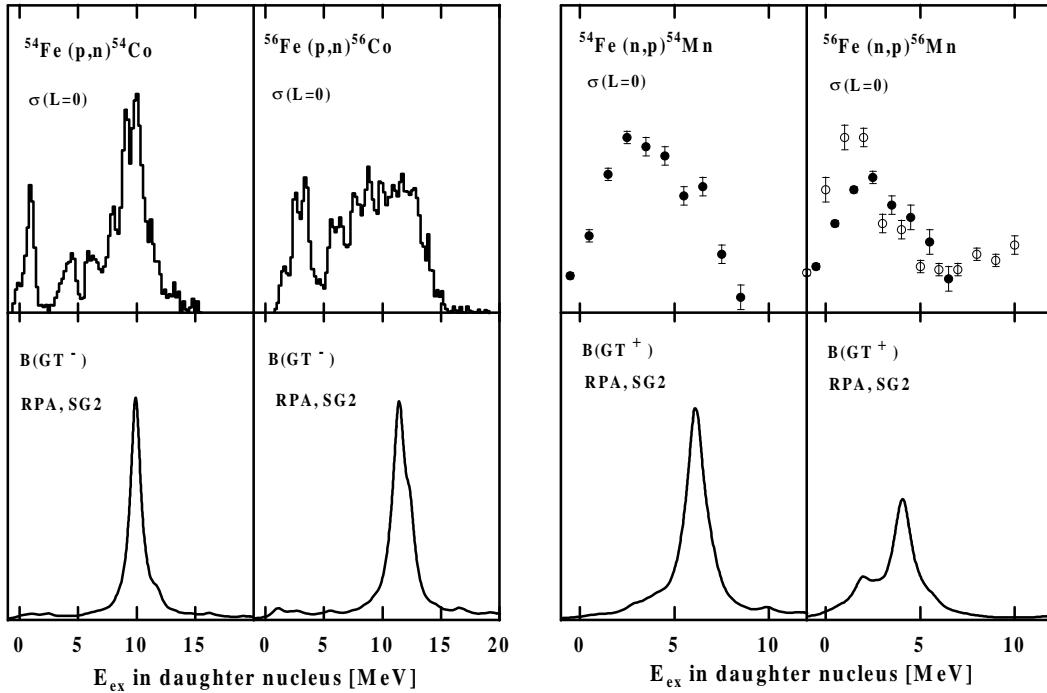 ⁵⁴Fe (p,n)⁵⁴Co
σ(L=0)
⁵⁶Fe (p,n)⁵⁶Co
σ(L=0)
⁵⁴Fe (n,p)⁵⁴Mn
σ(L=0)
⁵⁶Fe (n,p)⁵⁶Mn
σ(L=0)
B(GT⁻)
RPA, SG2
B(GT⁻)
RPA, SG2
B(GT⁺)
RPA, SG2
B(GT⁺)
RPA, SG2
0 5 10 15 0 5 10 15 20
0 5 10 0 5 10
E_ex in daughter nucleus [MeV]
E_ex in daughter nucleus [MeV]